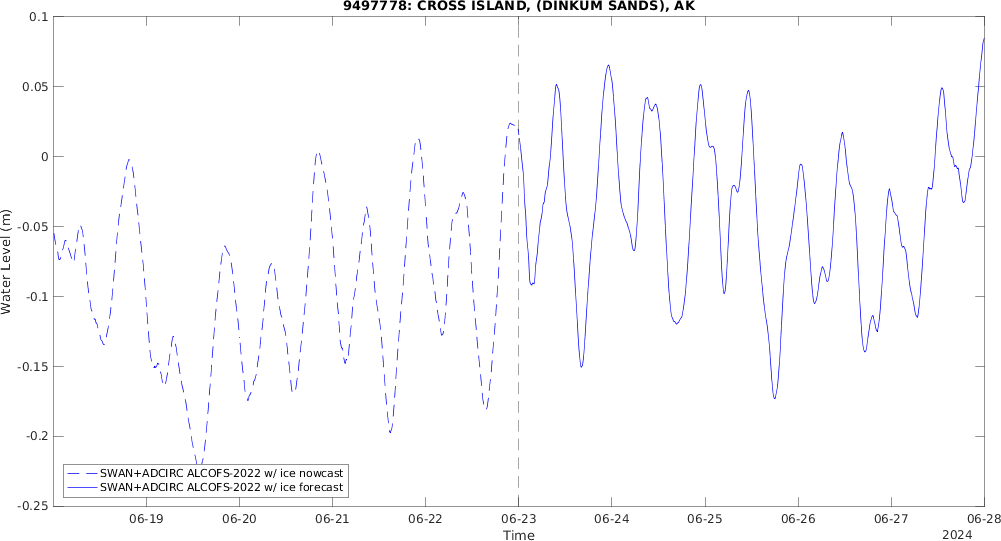 9497778: CROSS ISLAND, (DINKUM SANDS), AK
0.1
0.05
0
-0.05
-0.1
-0.15
-0.2
-0.25
Water Level (m)
SWAN+ADCIRC ALCOFS-2022 w/ ice nowcast
SWAN+ADCIRC ALCOFS-2022 w/ ice forecast
06-19 06-20 06-21 06-22 06-23 06-24 06-25 06-26 06-27 06-28
Time
2024